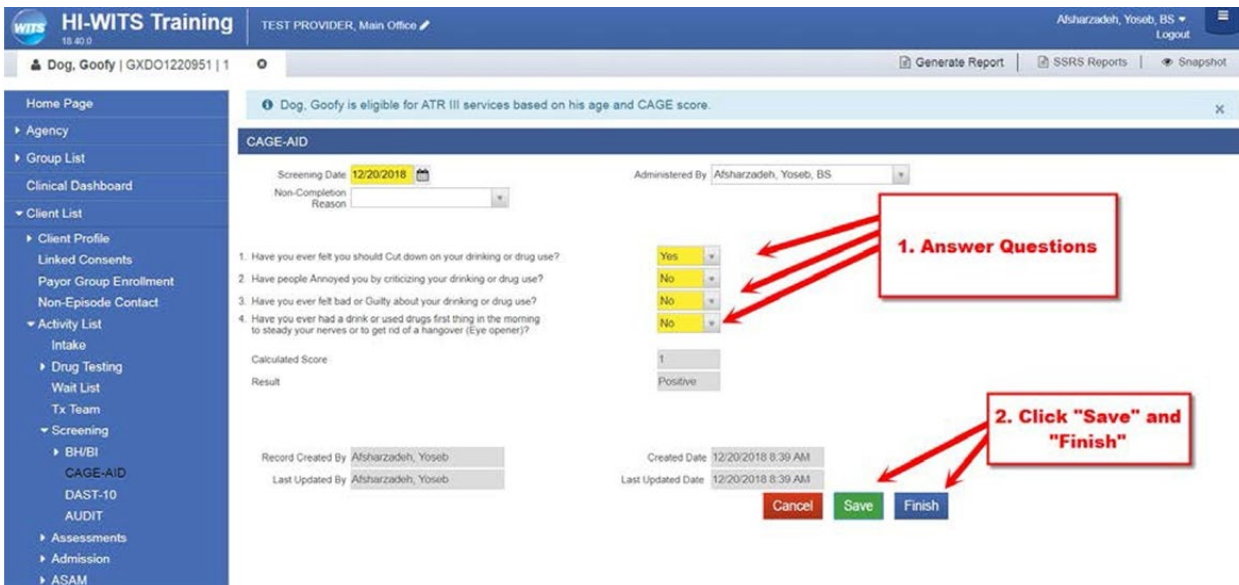 WITS
HI-WITS Training
18.40.0
TEST PROVIDER, Main Office
Afsharzadeh, Yoseb, BS
Logout
Dog, Goofy | GXDO1220951 | 1
Generate Report | SSRS Reports | Snapshot
Home Page
Agency
Group List
Clinical Dashboard
Client List
Client Profile
Linked Consents
Payor Group Enrollment
Non-Episode Contact
Activity List
Intake
Drug Testing
Wait List
Tx Team
Screening
BH/BI
CAGE-AID
DAST-10
AUDIT
Assessments
Admission
ASAM
Dog, Goofy is eligible for ATR III services based on his age and CAGE score.
CAGE-AID
Screening Date 12/20/2018
Administered By Afsharzadeh, Yoseb, BS
Non-Completion
Reason
1. Have you ever felt you should Cut down on your drinking or drug use? Yes
2. Have people Annoyed you by criticizing your drinking or drug use? No
3. Have you ever felt bad or Guilty about your drinking or drug use? No
4. Have you ever had a drink or used drugs first thing in the morning
to steady your nerves or to get rid of a hangover (Eye opener)? No
Calculated Score 1
Result Positive
1. Answer Questions
2. Click "Save" and
"Finish"
Record Created By Afsharzadeh, Yoseb
Created Date 12/20/2018 8:39 AM
Last Updated By Afsharzadeh, Yoseb
Last Updated Date 12/20/2018 8:39 AM
Cancel Save Finish